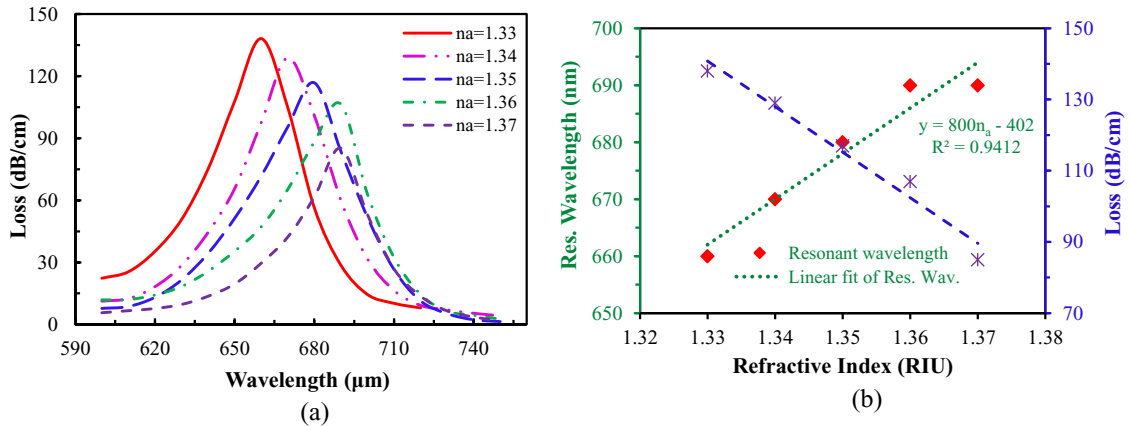 Loss (dB/cm)
150
120
90
60
30
0
590
620
650
680
710
740
Wavelength (μm)
na=1.33
na=1.34
na=1.35
na=1.36
na=1.37
(a)
Res. Wavelength (nm)
700
690
680
670
660
650
1.32
1.33
1.34
1.35
1.36
1.37
1.38
Refractive Index (RIU)
y = 800nₐ - 402
R² = 0.9412
Resonant wavelength
Linear fit of Res. Wav.
150
130
110
90
70
Loss (dB/cm)
(b)